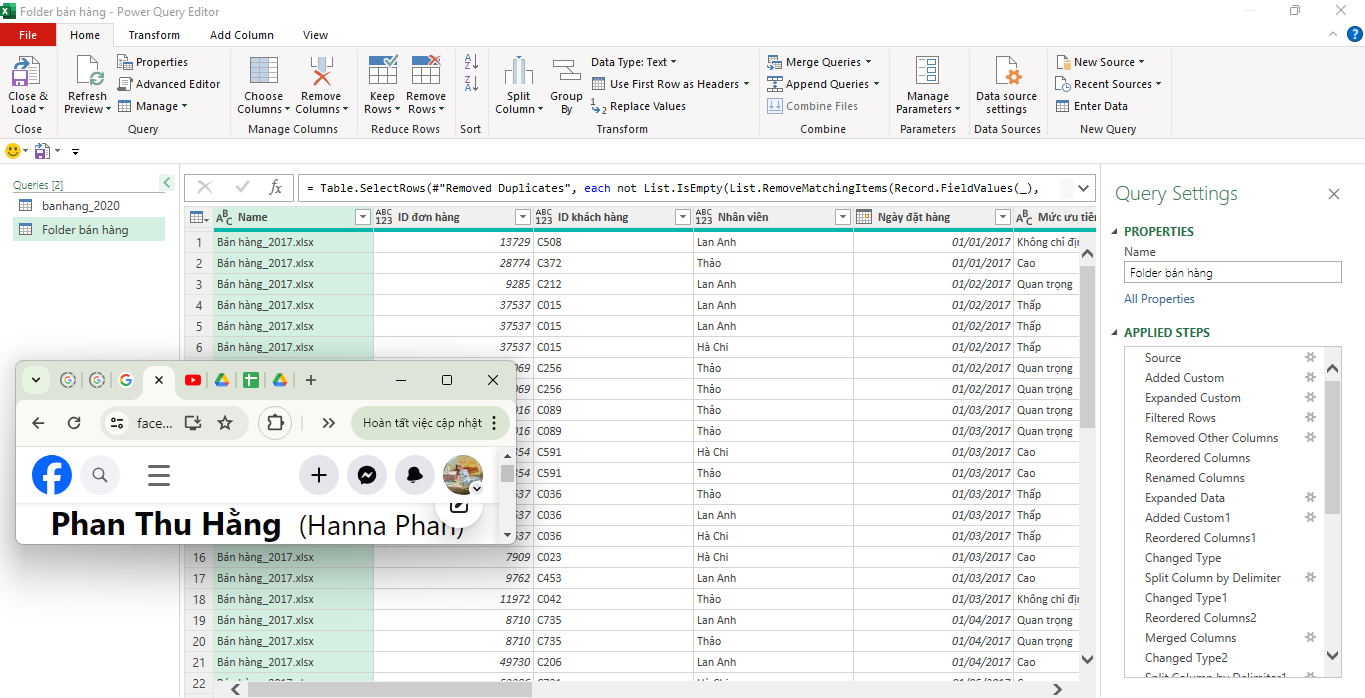 Folder bán hàng - Power Query Editor
File Home Transform Add Column View
Close & Load Refresh Preview Properties Advanced Editor Manage Choose Columns Remove Columns Keep Rows Remove Rows Split Column Group By Data Type: Text Use First Row as Headers Replace Values Merge Queries Append Queries Combine Files Manage Parameters Data source settings New Source Recent Sources Enter Data
Close Query Manage Columns Reduce Rows Sort Transform Combine Parameters Data Sources New Query
Queries [2]
banhang_2020
Folder bán hàng
= Table.SelectRows(#"Removed Duplicates", each not List.IsEmpty(List.RemoveMatchingItems(Record.FieldValues(_),
Name ID đơn hàng ID khách hàng Nhân viên Ngày đặt hàng Mức ưu tiên
1 Bán hàng_2017.xlsx 13729 C508 Lan Anh 01/01/2017 Không chỉ địn
2 Bán hàng_2017.xlsx 28774 C372 Thảo 01/01/2017 Cao
3 Bán hàng_2017.xlsx 9285 C212 Lan Anh 01/02/2017 Quan trọng
4 Bán hàng_2017.xlsx 37537 C015 Lan Anh 01/02/2017 Thấp
5 Bán hàng_2017.xlsx 37537 C015 Lan Anh 01/02/2017 Thấp
6 Bán hàng_2017.xlsx 37537 C015 Hà Chi 01/02/2017 Thấp
069 C256 Thảo 01/02/2017 Quan trọng
069 C256 Thảo 01/02/2017 Quan trọng
916 C089 Thảo 01/03/2017 Quan trọng
916 C089 Thảo 01/03/2017 Quan trọng
354 C591 Hà Chi 01/03/2017 Cao
354 C591 Thảo 01/03/2017 Cao
537 C036 Thảo 01/03/2017 Thấp
537 C036 Lan Anh 01/03/2017 Thấp
537 C036 Hà Chi 01/03/2017 Thấp
16 Bán hàng_2017.xlsx 7909 C023 Hà Chi 01/03/2017 Cao
17 Bán hàng_2017.xlsx 9762 C453 Lan Anh 01/03/2017 Cao
18 Bán hàng_2017.xlsx 11972 C042 Thảo 01/03/2017 Không chỉ địn
19 Bán hàng_2017.xlsx 8710 C735 Lan Anh 01/04/2017 Quan trọng
20 Bán hàng_2017.xlsx 8710 C735 Thảo 01/04/2017 Quan trọng
21 Bán hàng_2017.xlsx 49730 C206 Lan Anh 01/04/2017 Cao
22
face... Hoàn tất việc cập nhật
Phan Thu Hằng (Hanna Phan)
Query Settings
PROPERTIES
Name
Folder bán hàng
All Properties
APPLIED STEPS
Source
Added Custom
Expanded Custom
Filtered Rows
Removed Other Columns
Reordered Columns
Renamed Columns
Expanded Data
Added Custom1
Reordered Columns1
Changed Type
Split Column by Delimiter
Changed Type1
Reordered Columns2
Merged Columns
Changed Type2
Split Column by Delimiter1